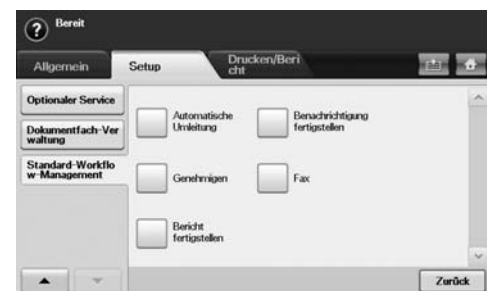 Bereit
Allgemein
Setup
Drucken/Beri
cht
Optionaler Service
Dokumentfach-Ver
waltung
Standard-Workflo
w-Management
Automatische
Umleitung
Benachrichtigung
fertigstellen
Genehmigen
Fax
Bericht
fertigstellen
Zurück